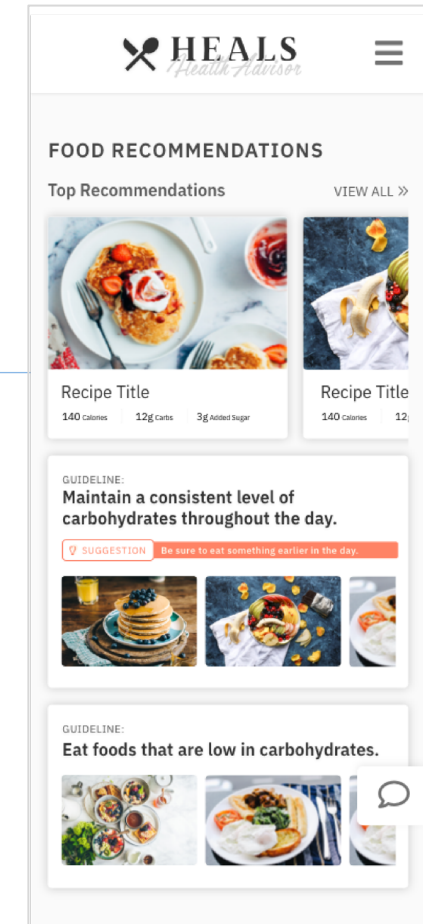 HEALS
Health Advisor
FOOD RECOMMENDATIONS
Top Recommendations
VIEW ALL »
Recipe Title
140 Calories 12g Carbs 3g Added Sugar
Recipe Title
140 Calories 12
GUIDELINE:
Maintain a consistent level of
carbohydrates throughout the day.
SUGGESTION Be sure to eat something earlier in the day.
GUIDELINE:
Eat foods that are low in carbohydrates.